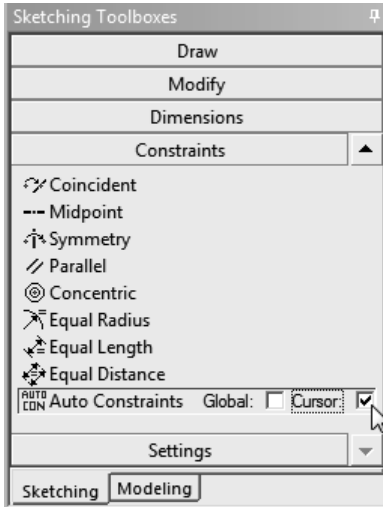 Sketching Toolboxes
Draw
Modify
Dimensions
Constraints
Coincident
Midpoint
Symmetry
Parallel
Concentric
Equal Radius
Equal Length
Equal Distance
AUTO CON Auto Constraints Global: Cursor:
Settings
Sketching Modeling